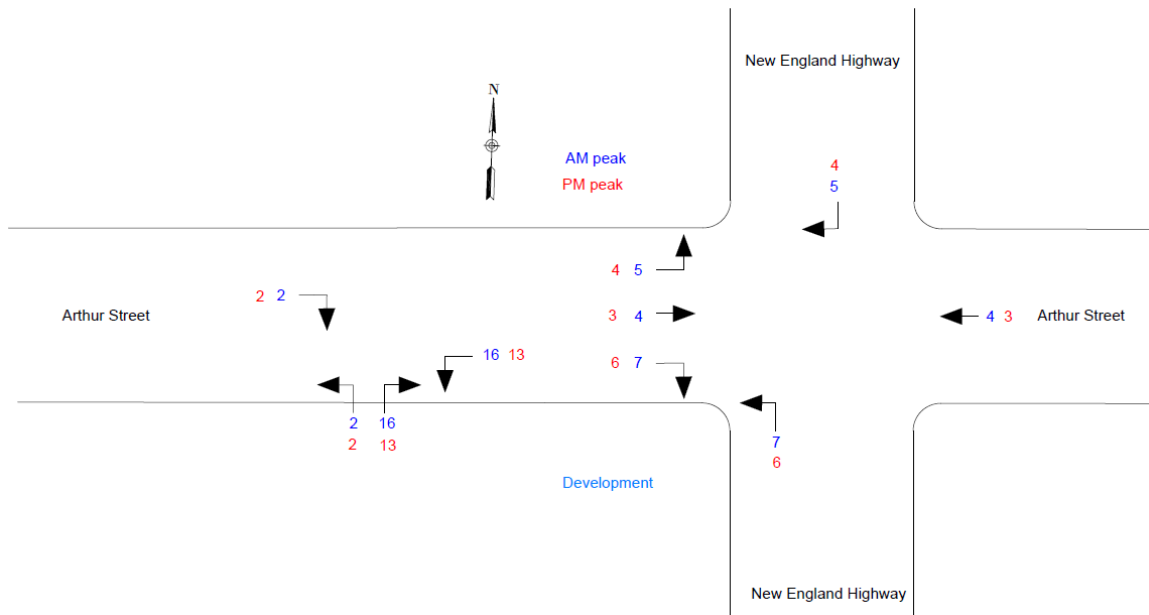 New England Highway
N
AM peak
PM peak
4
5
4 5
2 2
Arthur Street
3 4
4 3
Arthur Street
16 13
6 7
2 16
2 13
7
6
Development
New England Highway